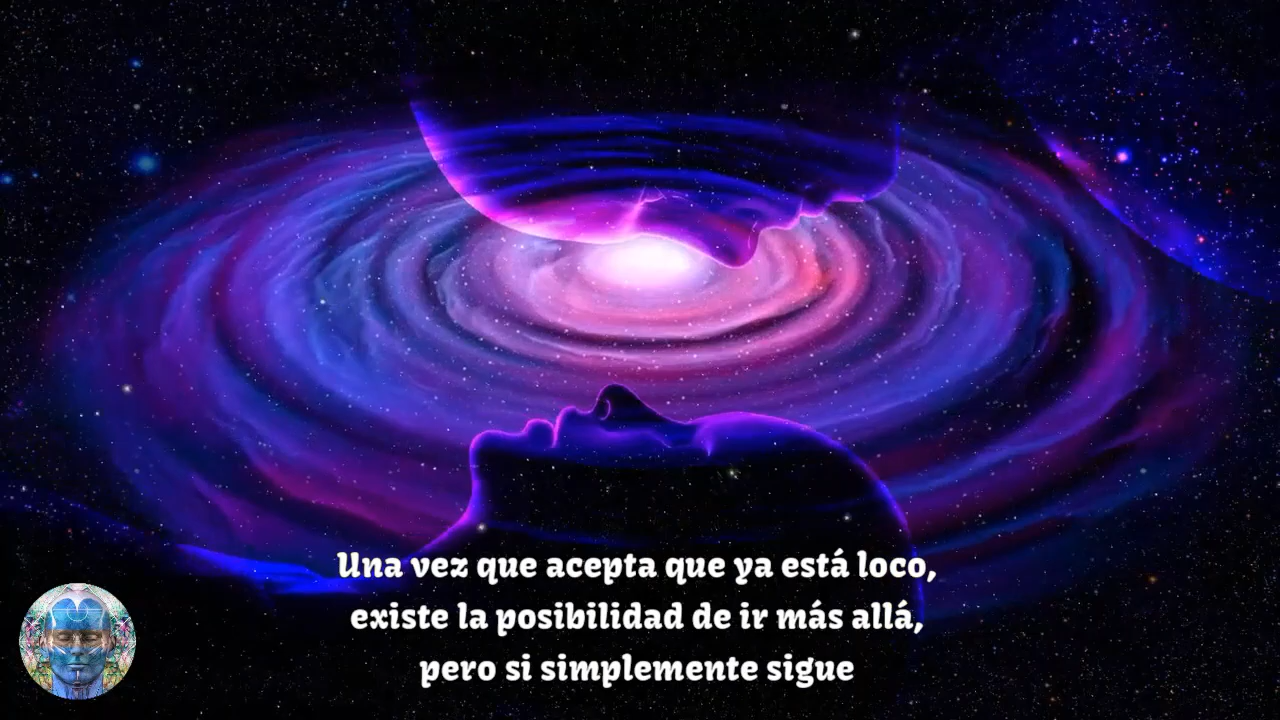 Una vez que acepta que ya está loco,
existe la posibilidad de ir más allá,
pero si simplemente sigue